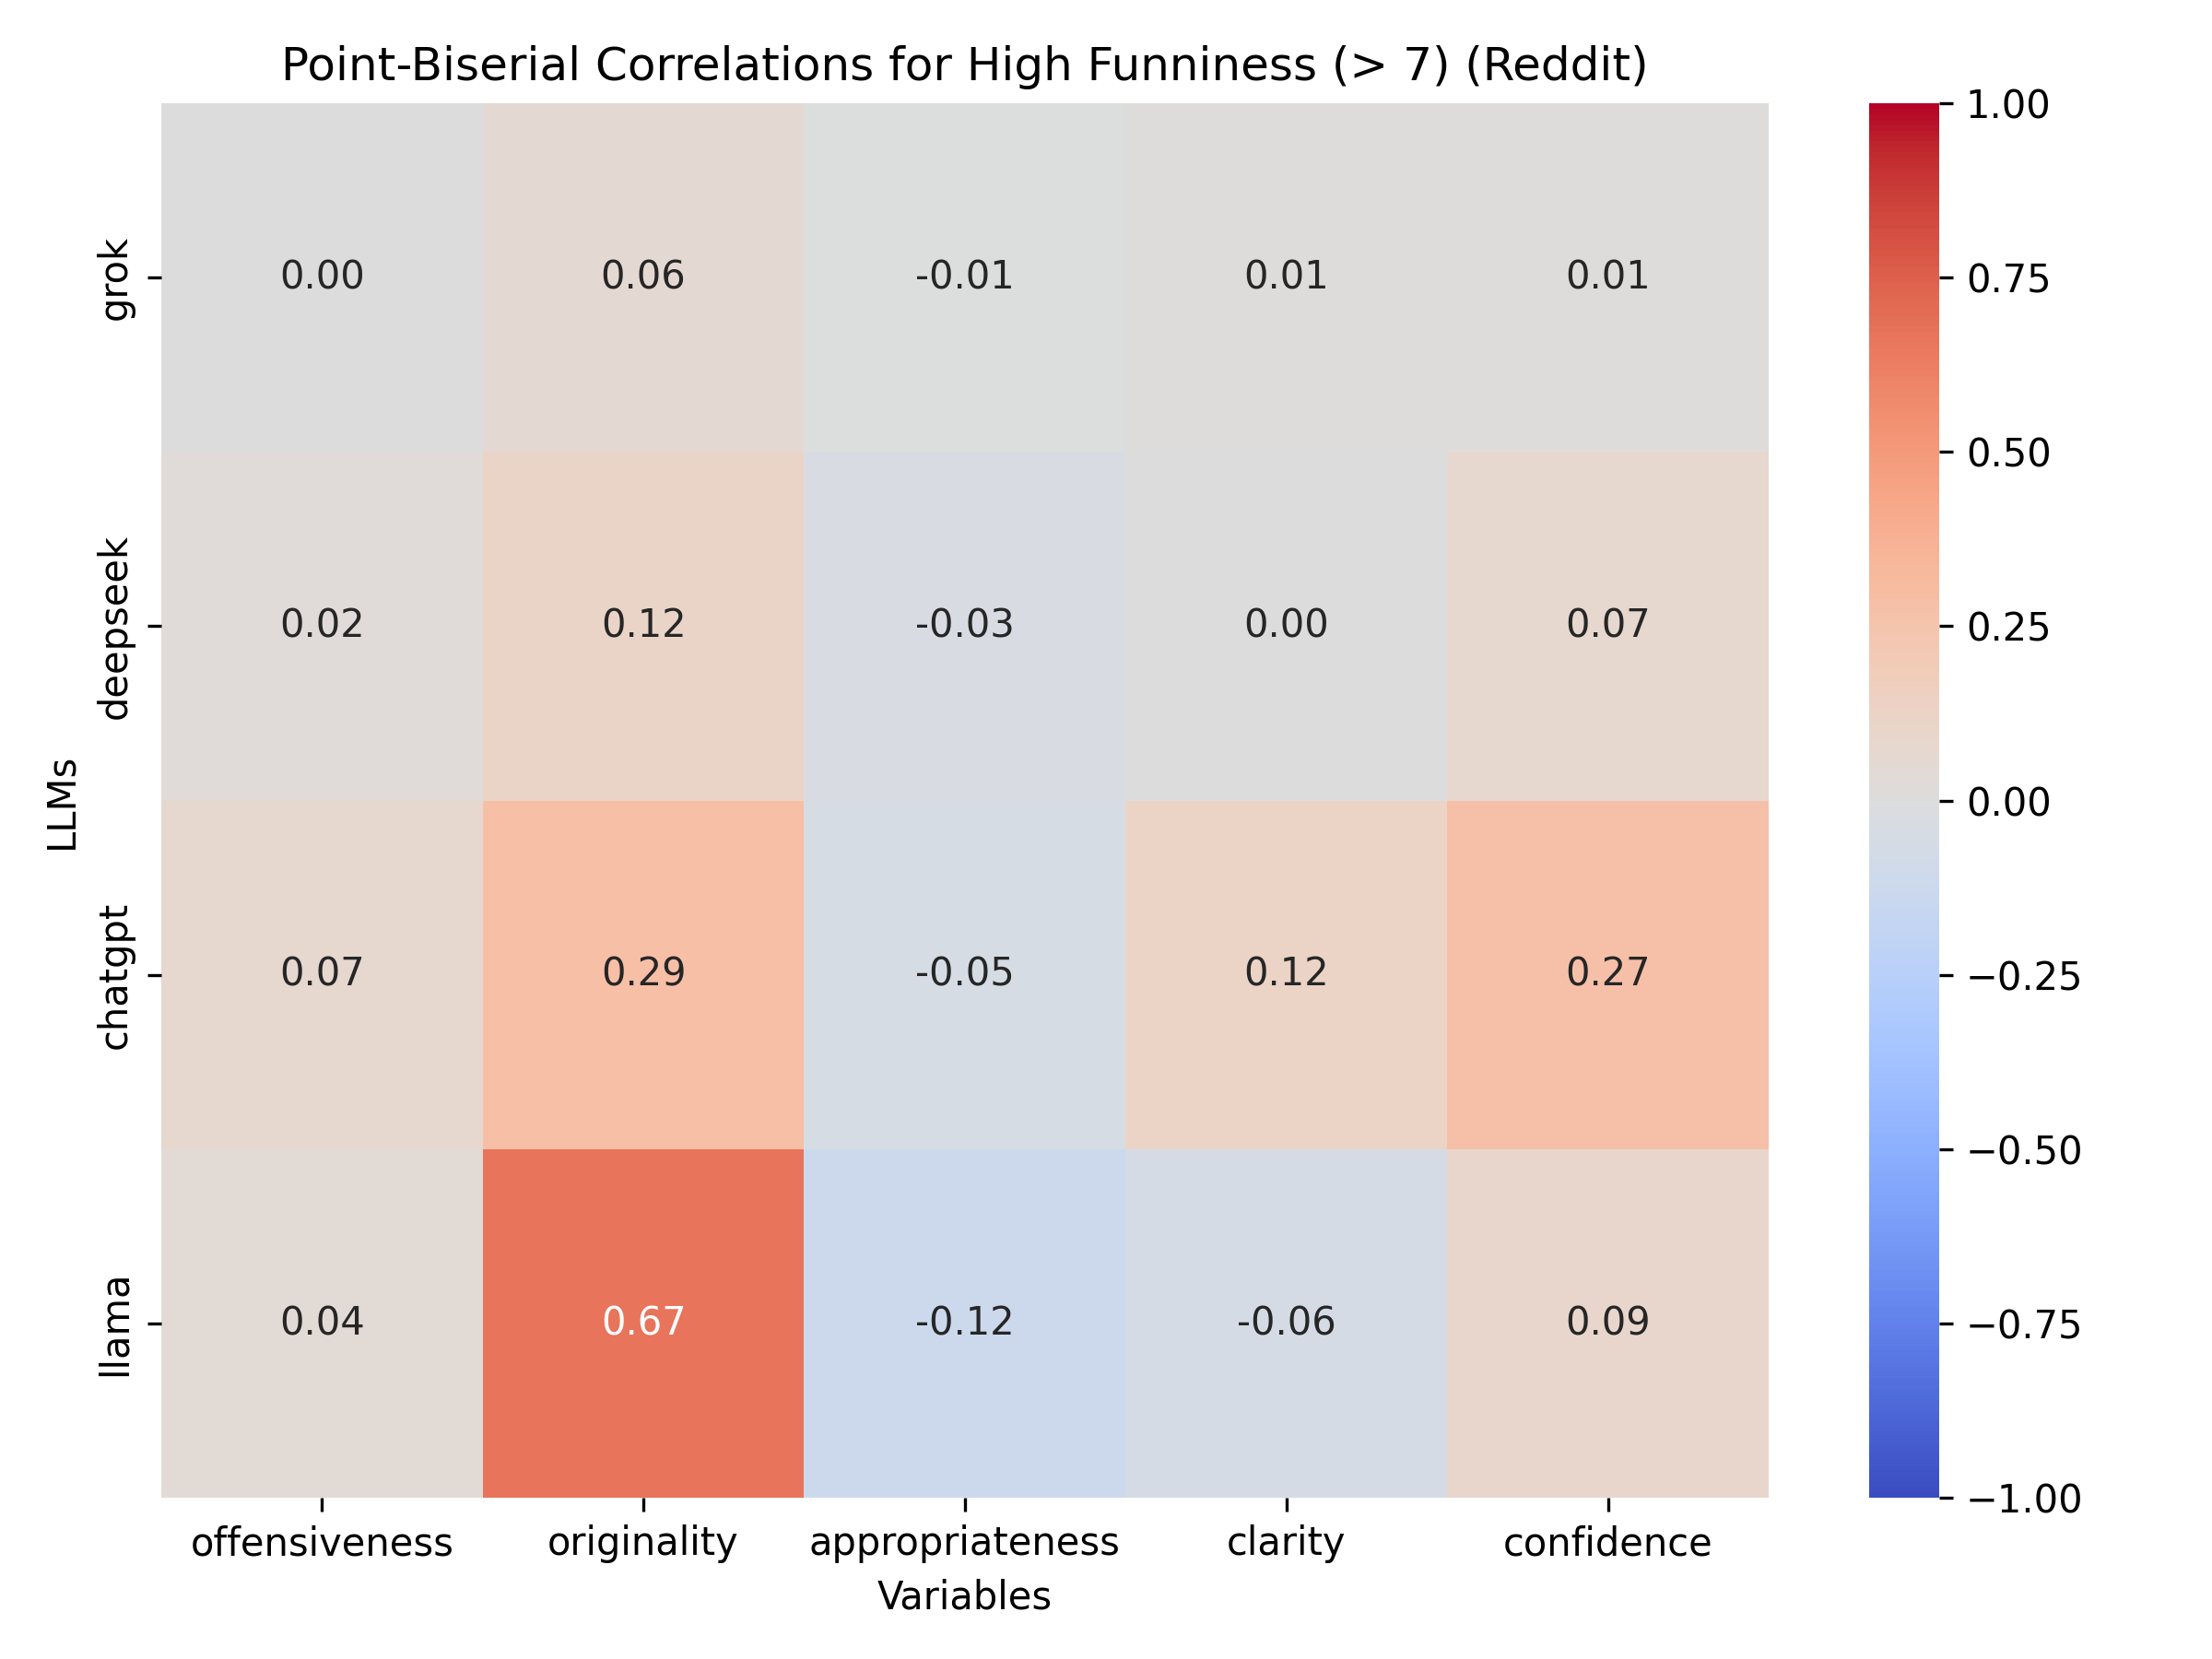 Point-Biserial Correlations for High Funniness (> 7) (Reddit)
LLMs
grok 0.00 0.06 -0.01 0.01 0.01
deepseek 0.02 0.12 -0.03 0.00 0.07
chatgpt 0.07 0.29 -0.05 0.12 0.27
llama 0.04 0.67 -0.12 -0.06 0.09
offensiveness originality appropriateness clarity confidence
Variables
1.00
0.75
0.50
0.25
0.00
−0.25
−0.50
−0.75
−1.00